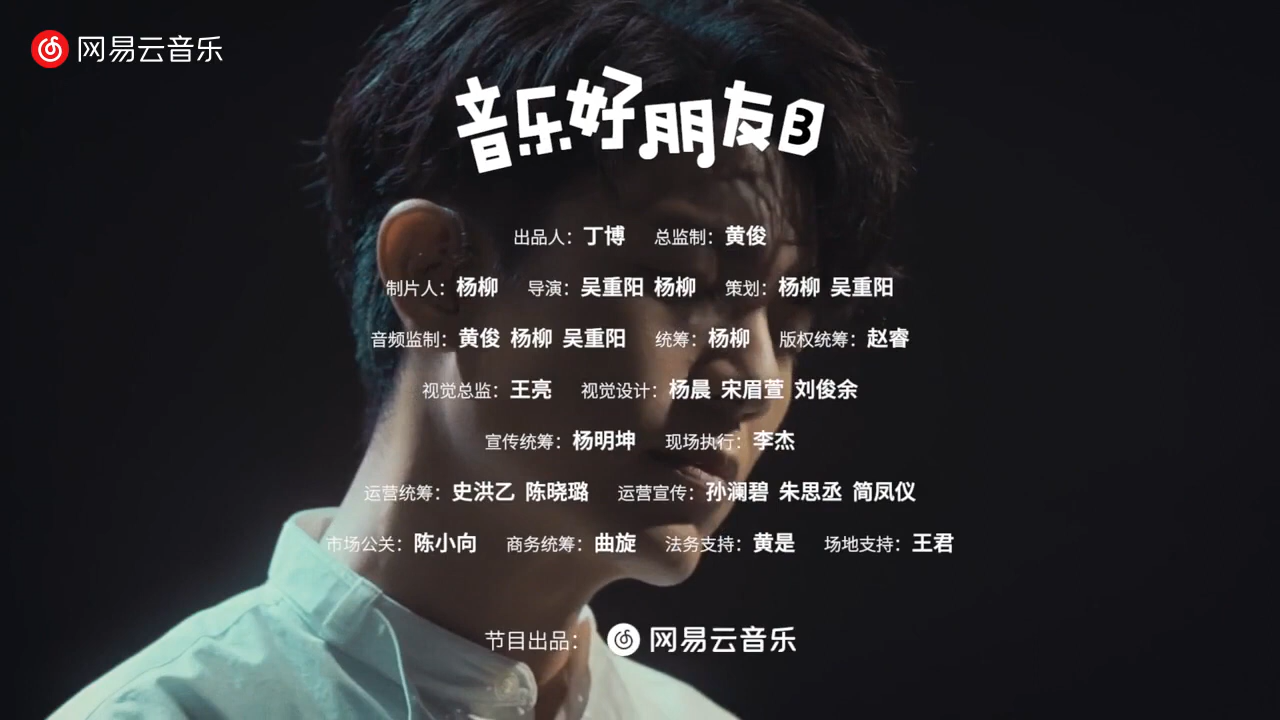 网易云音乐
音乐好朋友3
出品人：丁博 总监制：黄俊
制片人：杨柳 导演：吴重阳 杨柳 策划：杨柳 吴重阳
音频监制：黄俊 杨柳 吴重阳 统筹：杨柳 版权统筹：赵睿
视觉总监：王亮 视觉设计：杨晨 宋眉萱 刘俊余
宣传统筹：杨明坤 现场执行：李杰
运营统筹：史洪乙 陈晓璐 运营宣传：孙澜碧 朱思丞 简凤仪
市场公关：陈小向 商务统筹：曲旋 法务支持：黄是 场地支持：王君
节目出品： 网易云音乐